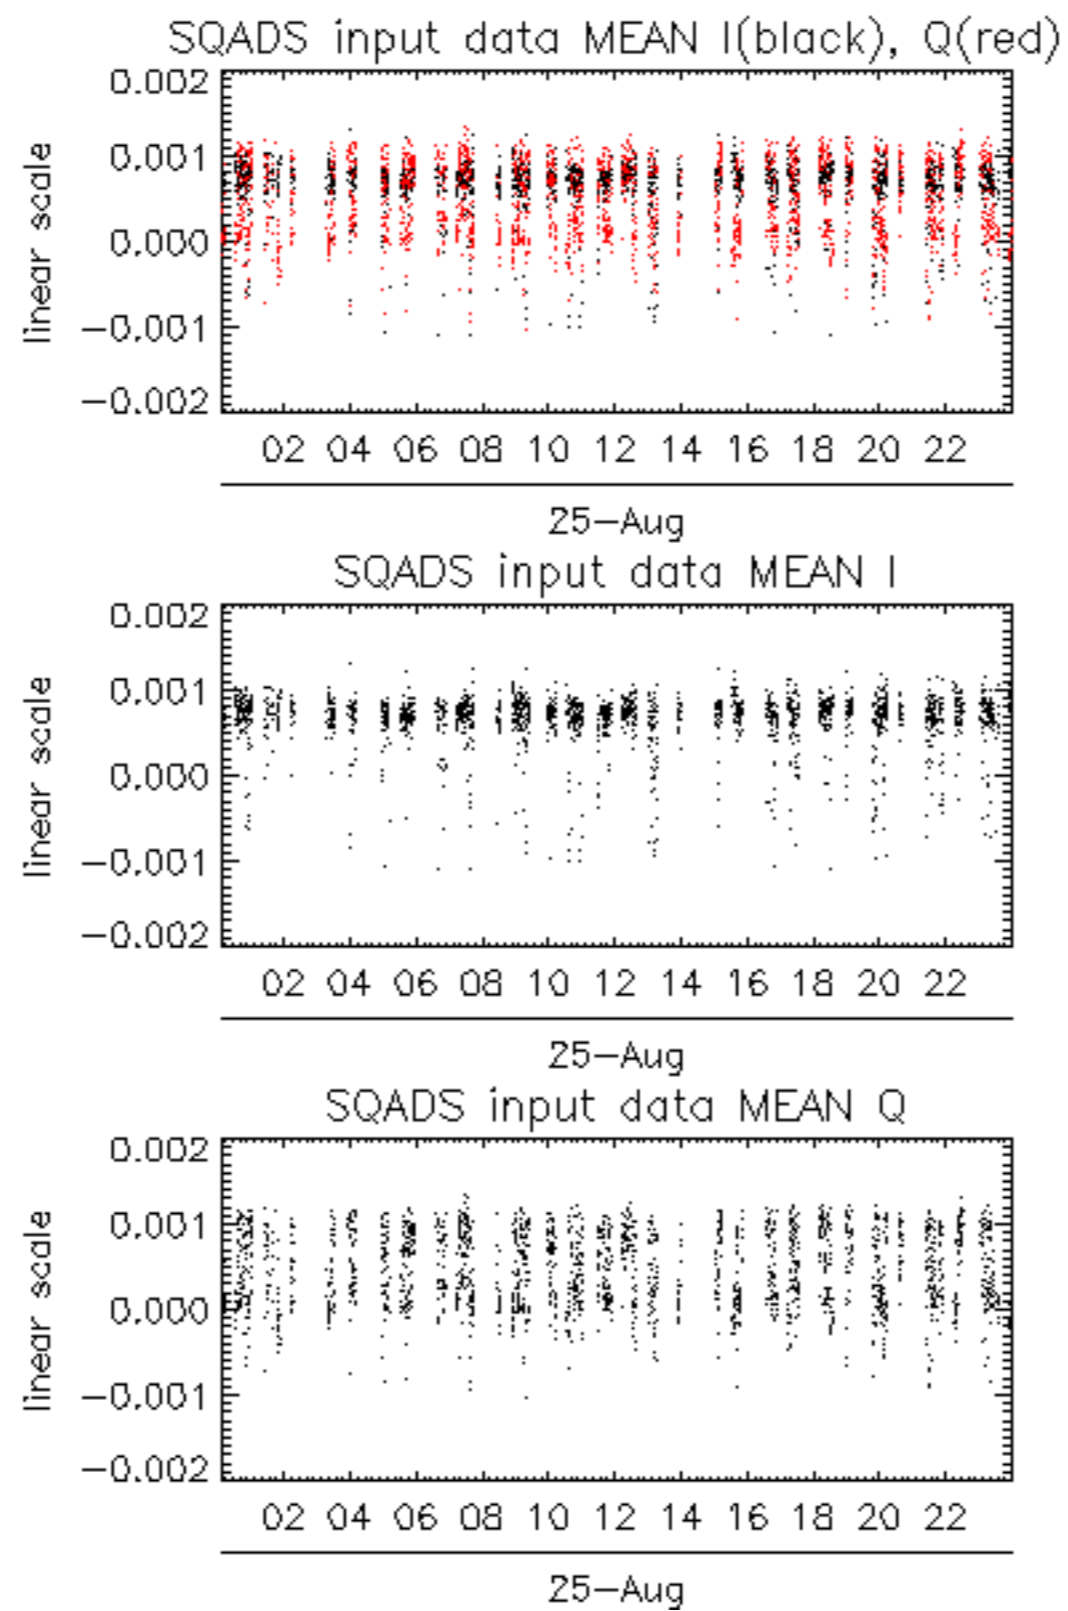 SQADS input data MEAN I(black), Q(red)
linear scale
0.002
0.001
0.000
−0.001
−0.002
02 04 06 08 10 12 14 16 18 20 22
25−Aug
SQADS input data MEAN I
linear scale
0.002
0.001
0.000
−0.001
−0.002
02 04 06 08 10 12 14 16 18 20 22
25−Aug
SQADS input data MEAN Q
linear scale
0.002
0.001
0.000
−0.001
−0.002
02 04 06 08 10 12 14 16 18 20 22
25−Aug